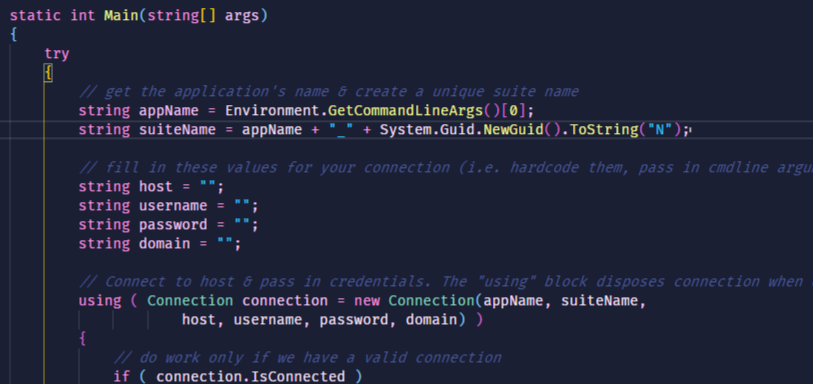 static int Main(string[] args)
{
try
{
// get the application's name & create a unique suite name
string appName = Environment.GetCommandLineArgs()[0];
string suiteName = appName + "_" + System.Guid.NewGuid().ToString("N");
// fill in these values for your connection (i.e. hardcode them, pass in cmdline
string host = "";
string username = "";
string password = "";
string domain = "";
// Connect to host & pass in credentials. The "using" block disposes connection when
using ( Connection connection = new Connection(appName, suiteName,
host, username, password, domain) )
{
// do work only if we have a valid connection
if ( connection.IsConnected )